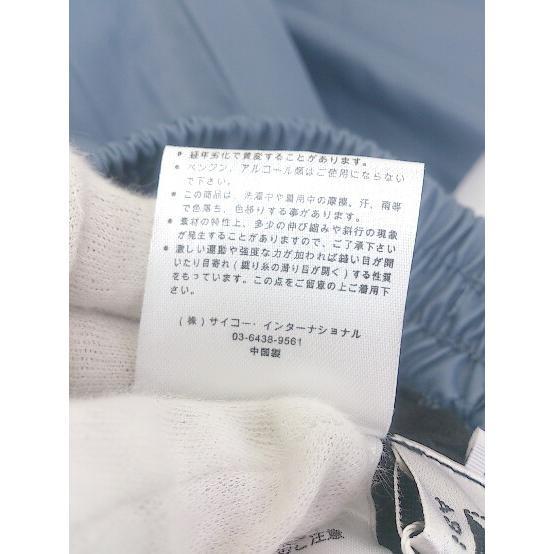 • 経年劣化で黄変することがあります。
• ベンジン、アルコール類はご使用にならない
で下さい。
• この商品は、洗濯中や着用中の摩擦、汗、雨等
で色落ち、色移りする事があります。
• 素材の特性上、多少の伸び縮みや斜行の現象
が発生することがありますので、ご了承下さい
• 激しい運動や強度な力が加われば縫い目が開
いたり目寄れ(織り糸の滑り目が開く)する性質
をもっています。この点をご留意の上ご着用下
さい。
(株)サイコー・インターナショナル
03-6438-9561
中国製
ご注意